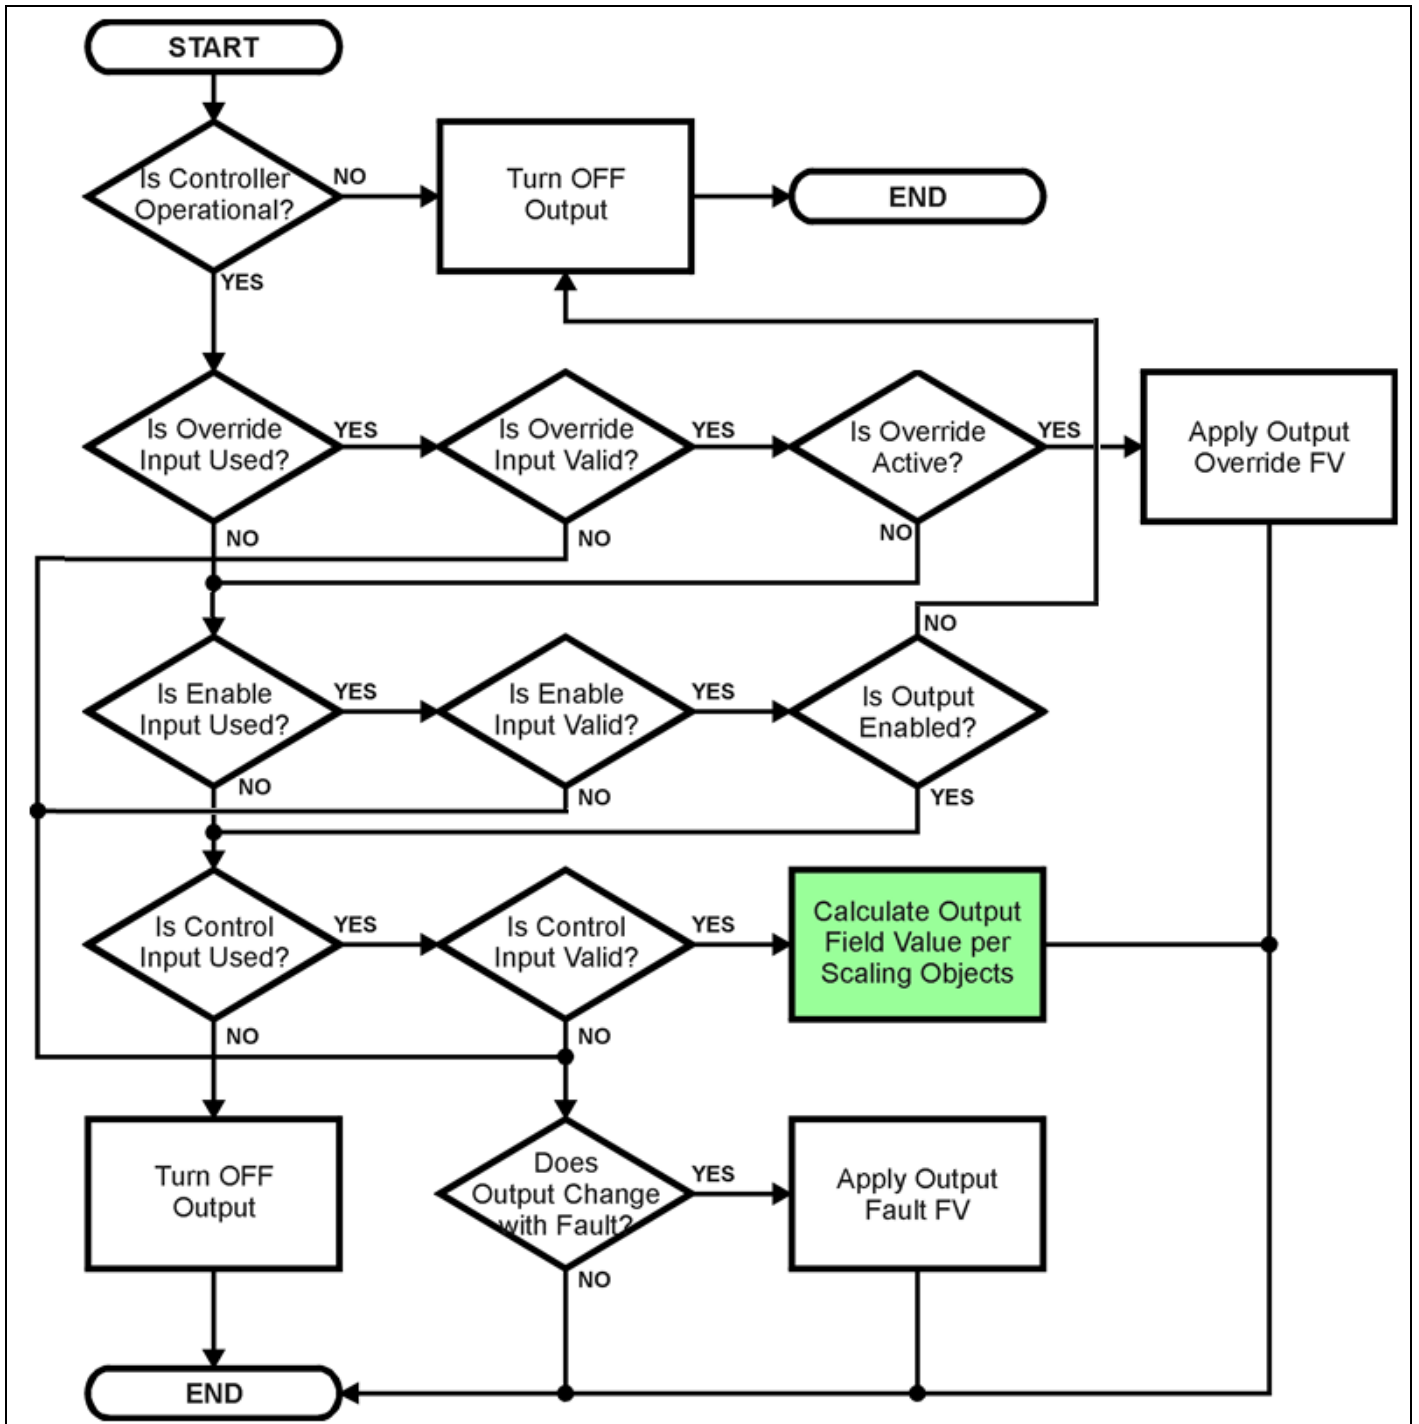 START
Is Controller
Operational?
NO
Turn OFF
Output
END
YES
Is Override
Input Used?
YES
Is Override
Input Valid?
YES
Is Override
Active?
YES
Apply Output
Override FV
NO
NO
NO
Is Enable
Input Used?
YES
Is Enable
Input Valid?
YES
NO
Is Output
Enabled?
NO
NO
YES
Is Control
Input Used?
YES
Is Control
Input Valid?
YES
Calculate Output
Field Value per
Scaling Objects
NO
NO
Turn OFF
Output
Does
Output Change
with Fault?
YES
Apply Output
Fault FV
NO
END